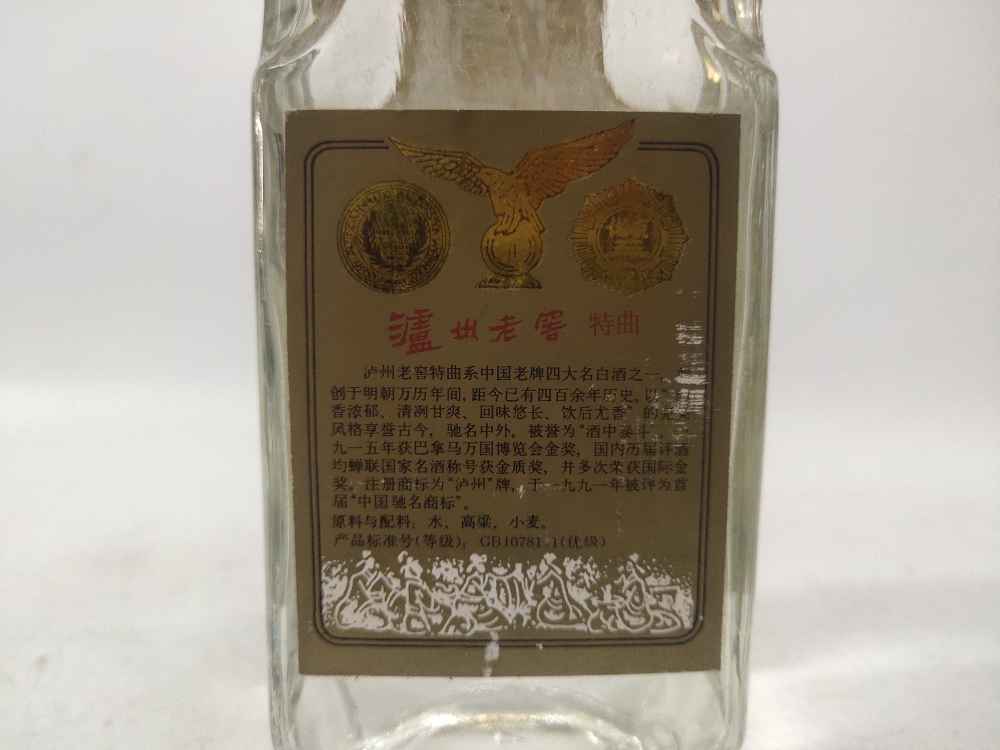 泸州老窖 特曲
泸州老窖特曲系中国老牌四大名白酒之一,
创于明朝万历年间,距今已有四百余年历史。以
香浓郁、清冽甘爽、回味悠长、饮后尤香"的
风格享誉古今,驰名中外,被誉为"酒中泰斗"。
九一五年获巴拿马万国博览会金奖,国内历届评酒
均蝉联国家名酒称号获金质奖,并多次荣获国际金
奖。注册商标为"泸州"牌,于一九九一年被评为首
届"中国驰名商标"。
原料与配料:水、高粱、小麦。
产品标准号(等级):GB10781.1(优级)